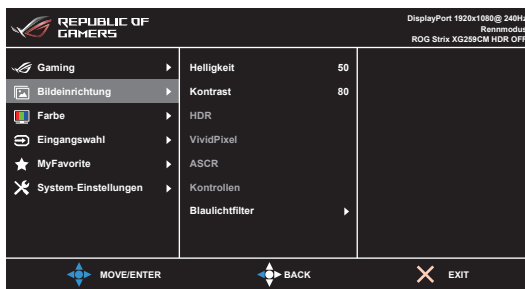 REPUBLIC OF
GAMERS
DisplayPort 1920x1080@ 240Hz
Rennmodus
ROG Strix XG259CM HDR OFF
Gaming
Bildeinrichtung
Farbe
Eingangswahl
MyFavorite
System-Einstellungen
Helligkeit 50
Kontrast 80
HDR
VividPixel
ASCR
Kontrollen
Blaulichtfilter
MOVE/ENTER
BACK
EXIT